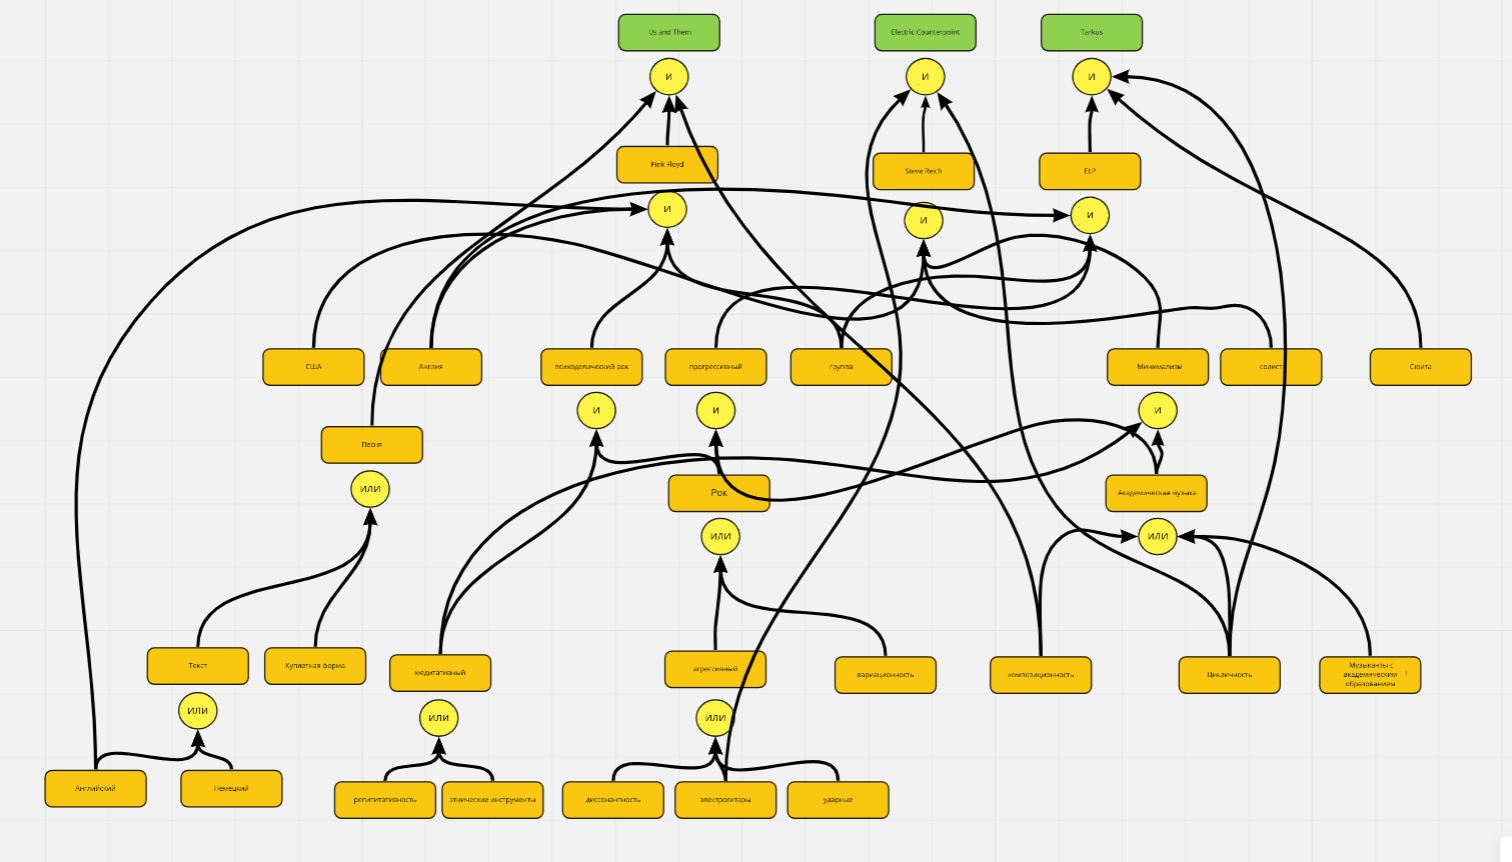 Us and Them
Electric Counterpoint
Tarkus
И
И
И
Pink Floyd
Steve Reich
ELP
И
И
И
США
Англия
психоделический рок
прогрессивный
группа
Минимализм
солист
Сюита
И
И
И
Песня
ИЛИ
Рок
Академическая музыка
ИЛИ
ИЛИ
Текст
Куплетная форма
медитативный
агрессивный
вариационность
композиционность
Цикличность
Музыканты с
академическим
образованием
ИЛИ
ИЛИ
ИЛИ
Английский
Немецкий
репититативность
этнические инструменты
диссонантность
электрогитары
ударные